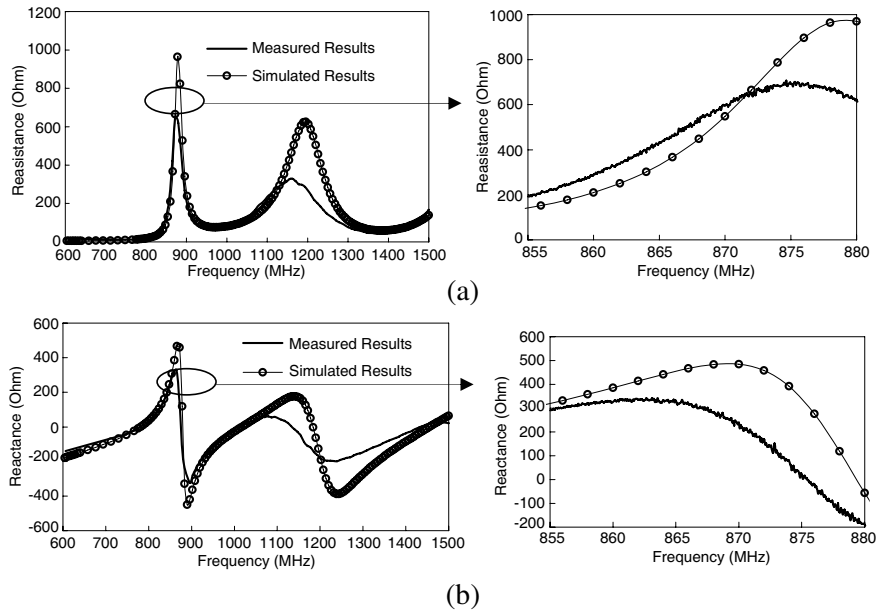 1200
1000
800
600
400
200
0
Reasistance (Ohm)
Measured Results
Simulated Results
600 700 800 900 1000 1100 1200 1300 1400 1500
Frequency (MHz)
1000
800
600
400
200
0
Reasistance (Ohm)
855 860 865 870 875 880
Frequency (MHz)
(a)
600
400
200
0
-200
-400
-600
Reactance (Ohm)
Measured Results
Simulated Results
600 700 800 900 1000 1100 1200 1300 1400 1500
Frequency (MHz)
600
500
400
300
200
100
0
-100
-200
Reactance (Ohm)
855 860 865 870 875 880
Frequency (MHz)
(b)